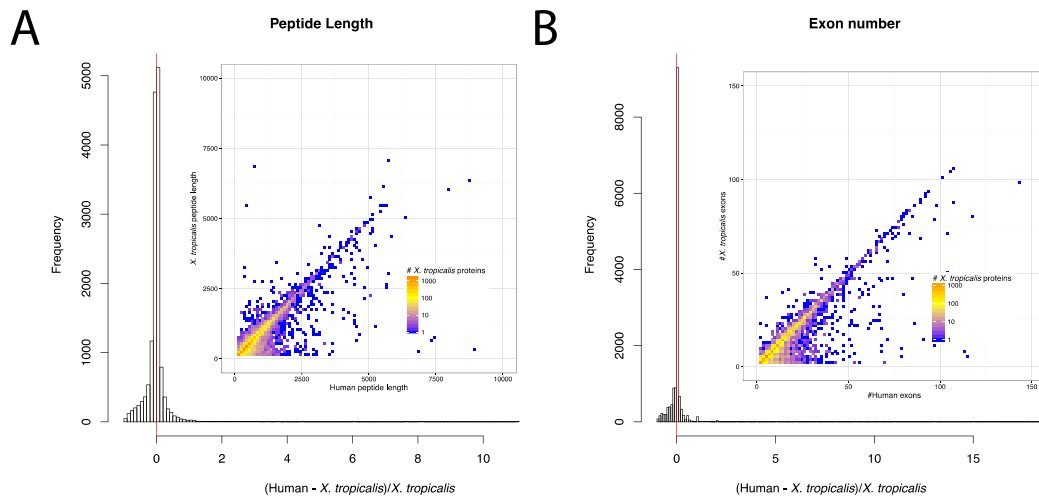 A
Peptide Length
Frequency
0
1000
2000
3000
4000
5000
X. tropicalis peptide length
10000
7500
5000
2500
0
# X. tropicalis proteins
1000
100
10
1
0 2500 5000 7500 10000
Human peptide length
0 2 4 6 8 10
(Human - X. tropicalis)/X. tropicalis
B
Exon number
Frequency
0
2000
4000
6000
8000
#X. tropicalis exons
150
100
50
0
# X. tropicalis proteins
1000
100
10
1
0 50 100 150
#Human exons
0 5 10 15
(Human - X. tropicalis)/X. tropicalis